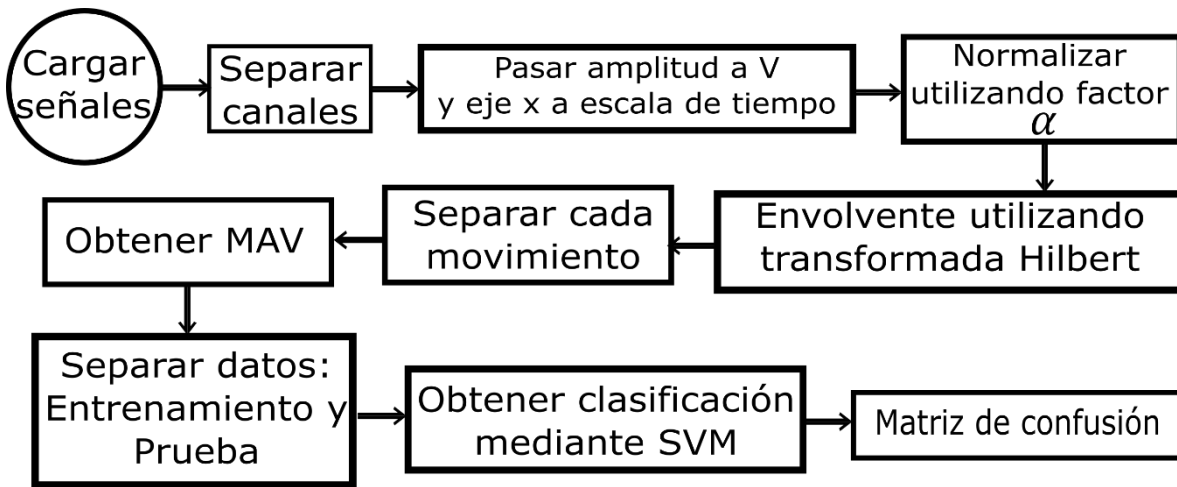 Cargar
señales
Separar
canales
Pasar amplitud a V
y eje x a escala de tiempo
Normalizar
utilizando factor
α
Envolvente utilizando
transformada Hilbert
Separar cada
movimiento
Obtener MAV
Separar datos:
Entrenamiento y
Prueba
Obtener clasificación
mediante SVM
Matriz de confusión